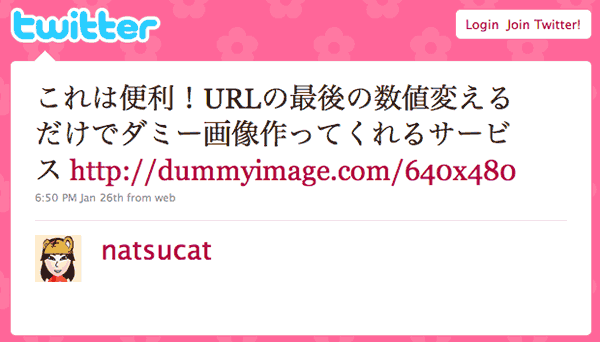 twitter
Login Join Twitter!
これは便利！URLの最後の数値変える
だけでダミー画像作ってくれるサービ
ス http://dummyimage.com/640x480
6:50 PM Jan 26th from web
natsucat